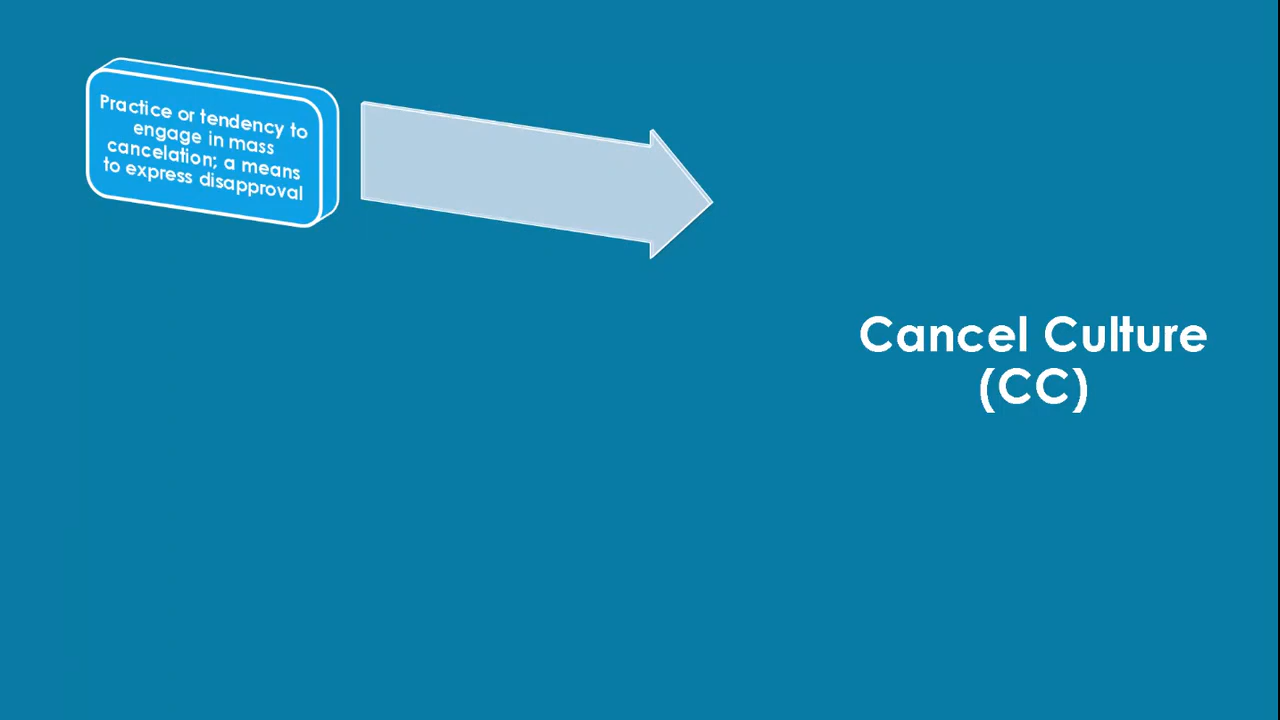 Practice or tendency to
engage in mass
cancelation; a means
to express disapproval
Cancel Culture
(CC)